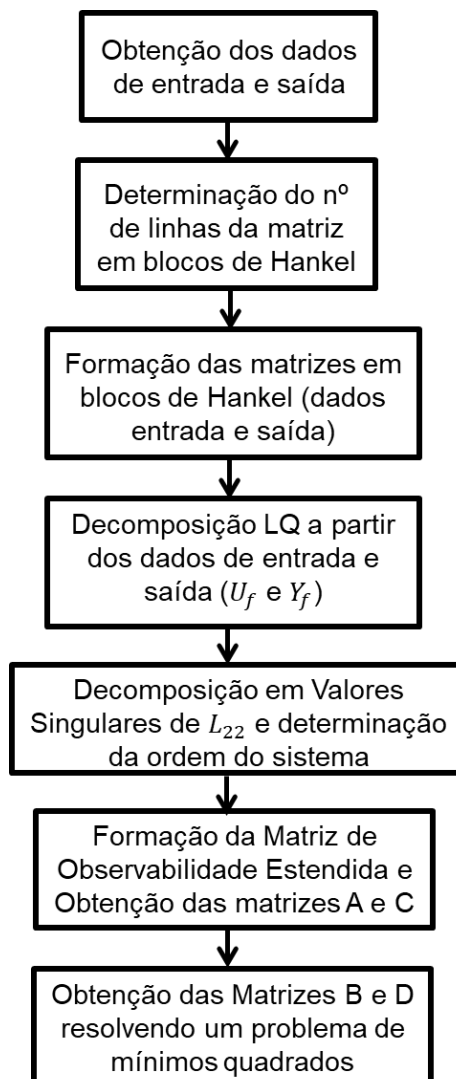 Obtenção dos dados
de entrada e saída
Determinação do nº
de linhas da matriz
em blocos de Hankel
Formação das matrizes em
blocos de Hankel (dados
entrada e saída)
Decomposição LQ a partir
dos dados de entrada e
saída (U_f e Y_f)
Decomposição em Valores
Singulares de L_22 e determinação
da ordem do sistema
Formação da Matriz de
Observabilidade Estendida e
Obtenção das matrizes A e C
Obtenção das Matrizes B e D
resolvendo um problema de
mínimos quadrados